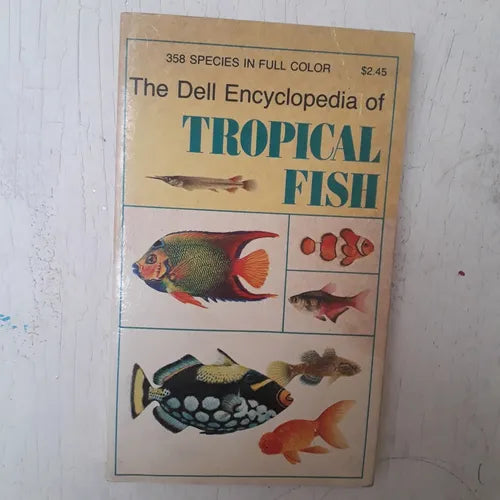 358 SPECIES IN FULL COLOR $2.45
The Dell Encyclopedia of
TROPICAL
FISH